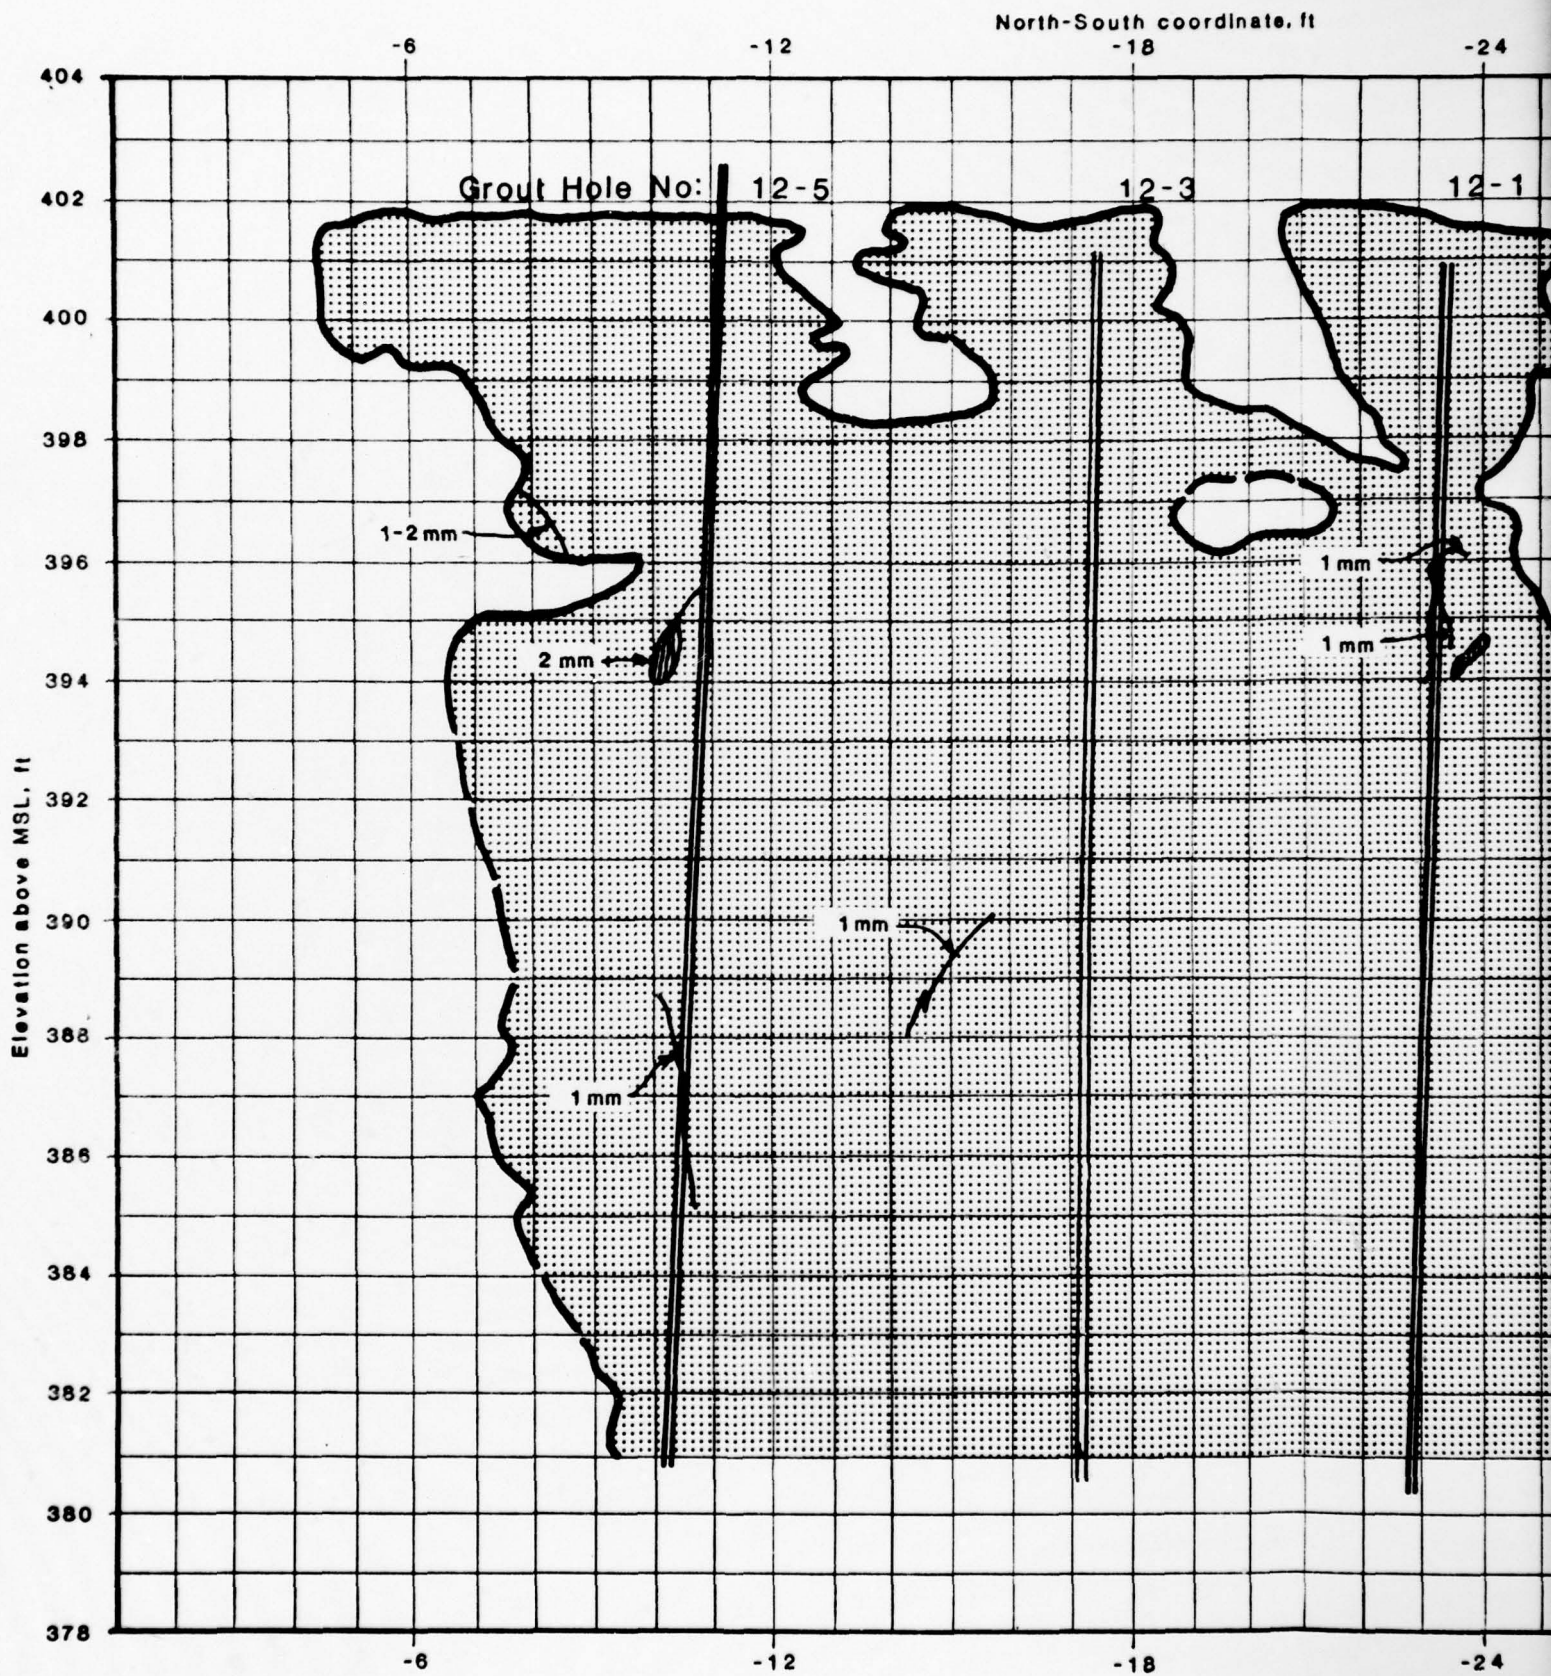 North-South coordinate, ft
-6 -12 -18 -24
404
Grout Hole No: 12-5 12-3 12-1
402
400
398
1-2 mm
396
1 mm
1 mm
2 mm
394
Elevation above MSL, ft
392
390
1 mm
388
1 mm
386
384
382
380
378
-6 -12 -18 -24